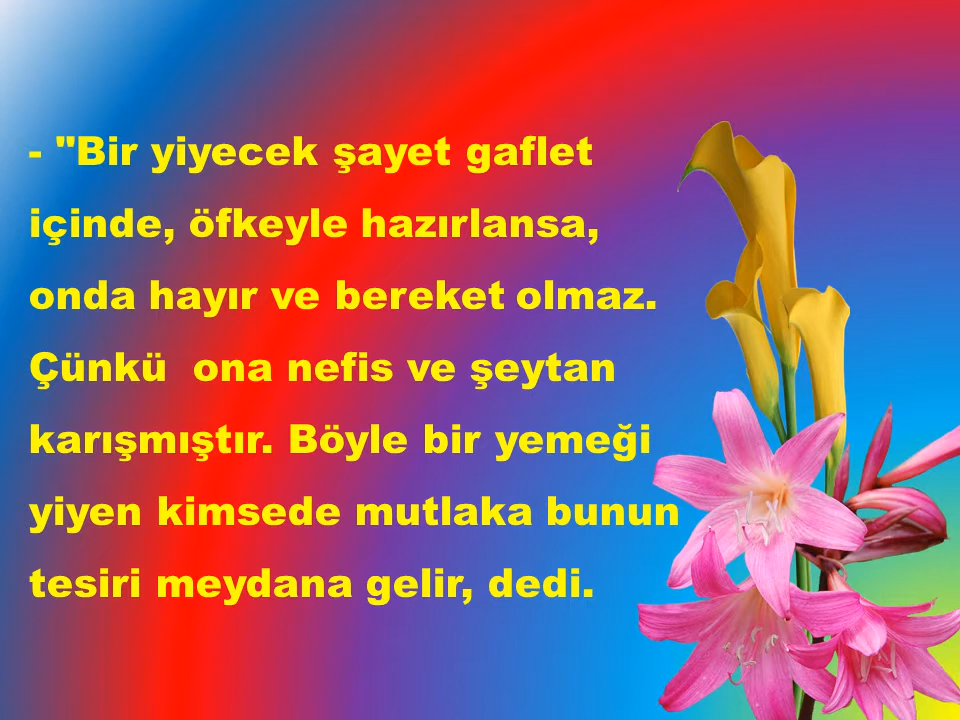 - "Bir yiyecek şayet gaflet
içinde, öfkeyle hazırlansa,
onda hayır ve bereket olmaz.
Çünkü  ona nefis ve şeytan
karışmıştır. Böyle bir yemeği
yiyen kimsede mutlaka bunun
tesiri meydana gelir, dedi.